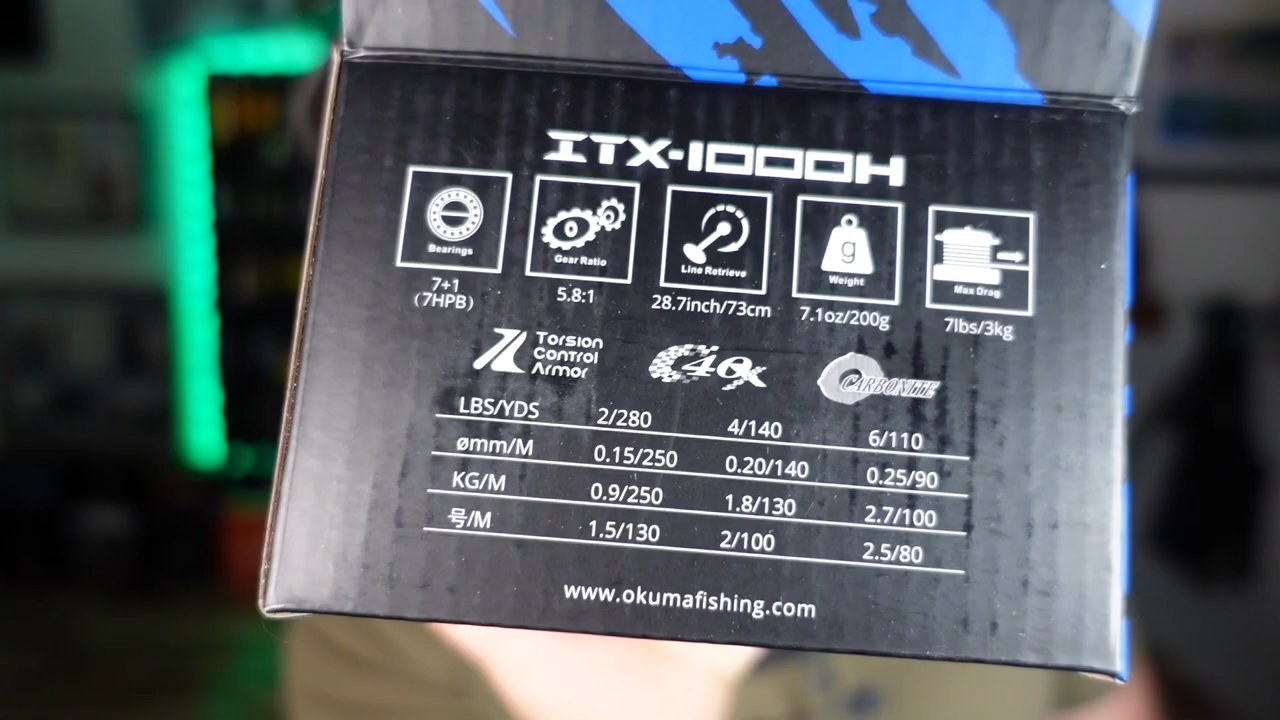 ITX-1000H
Bearings
Gear Ratio
Line Retrieve
g
Weight
Max Drag
7+1
(7HPB)
5.8:1
28.7inch/73cm
7.1oz/200g
7lbs/3kg
Torsion
Control
Armor
C40X
CARBONITE
LBS/YDS 2/280 4/140 6/110
ømm/M 0.15/250 0.20/140 0.25/90
KG/M 0.9/250 1.8/130 2.7/100
号/M 1.5/130 2/100 2.5/80
www.okumafishing.com